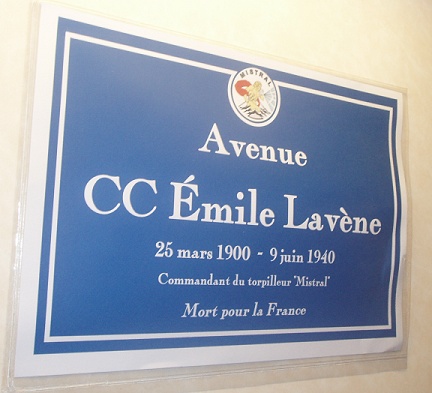 MISTRAL
Avenue
CC Émile Lavène
25 mars 1900 - 9 juin 1940
Commandant du torpilleur "Mistral"
Mort pour la France